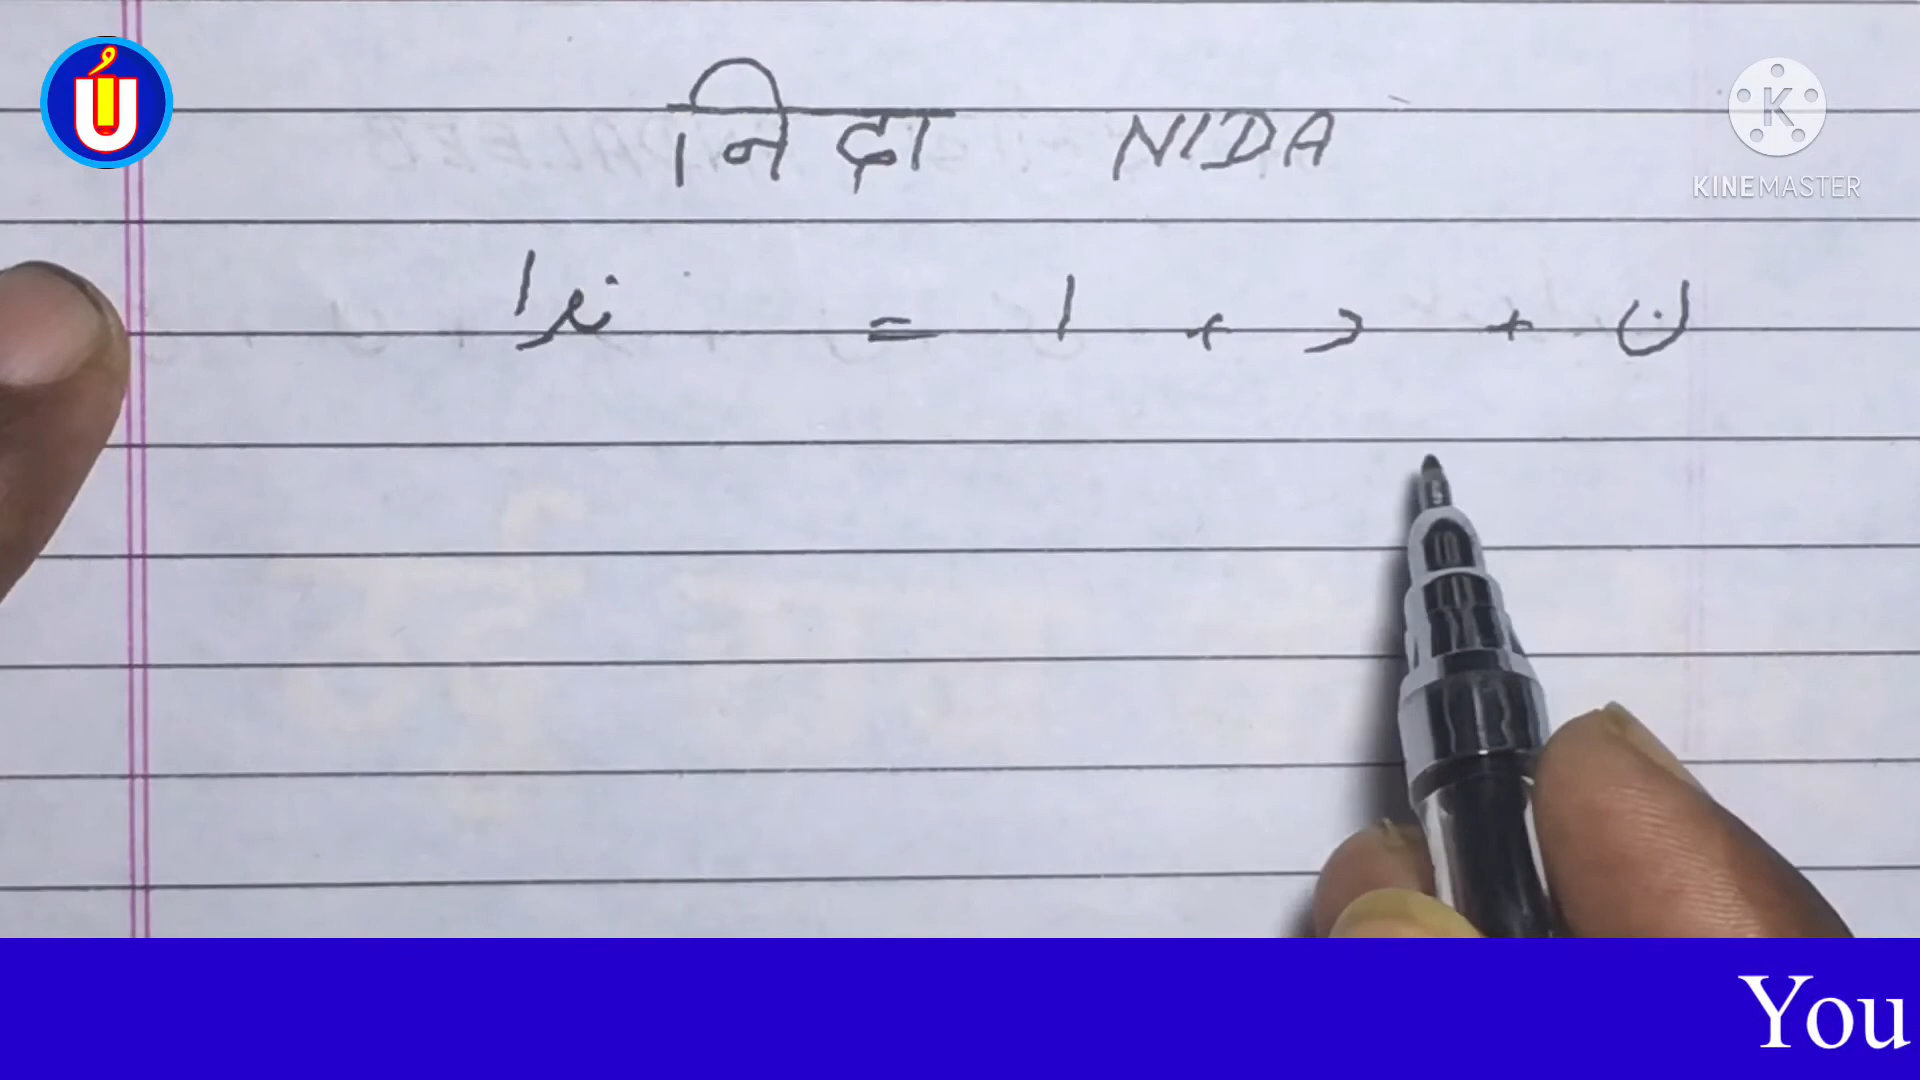 निदा NIDA
ندا = ا + د + ن
KINEMASTER
You